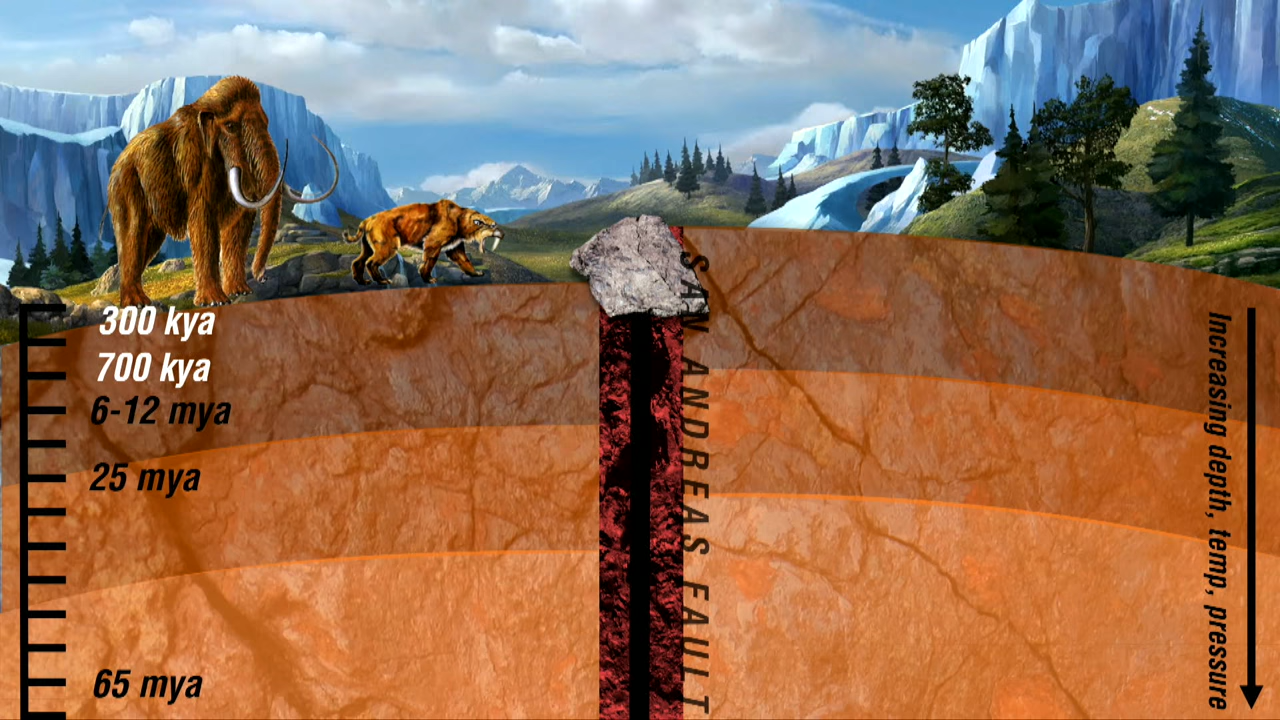 300 kya
700 kya
6-12 mya
25 mya
65 mya
SAN ANDREAS FAULT
Increasing depth, temp, pressure